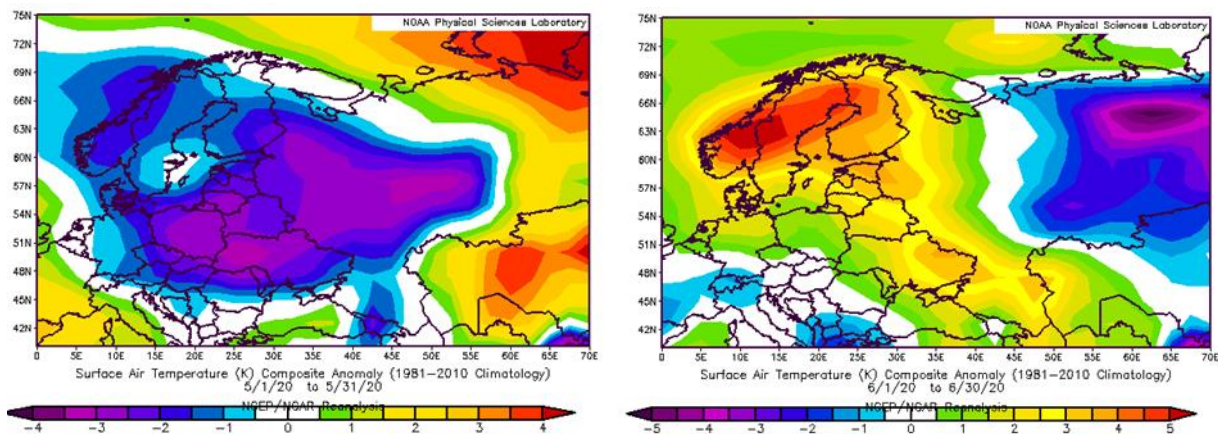 NOAA Physical Sciences Laboratory
75N
72N
69N
66N
63N
60N
57N
54N
51N
48N
45N
42N
0 5E 10E 15E 20E 25E 30E 35E 40E 45E 50E 55E 60E 65E 70E
Surface Air Temperature (K) Composite Anomaly (1981-2010 Climatology)
5/1/20 to 5/31/20
NCEP/NCAR Reanalysis
-4 -3 -2 -1 0 1 2 3 4
NOAA Physical Sciences Laboratory
75N
72N
69N
66N
63N
60N
57N
54N
51N
48N
45N
42N
0 5E 10E 15E 20E 25E 30E 35E 40E 45E 50E 55E 60E 65E 70E
Surface Air Temperature (K) Composite Anomaly (1981-2010 Climatology)
6/1/20 to 6/30/20
NCEP/NCAR Reanalysis
-5 -4 -3 -2 -1 0 1 2 3 4 5